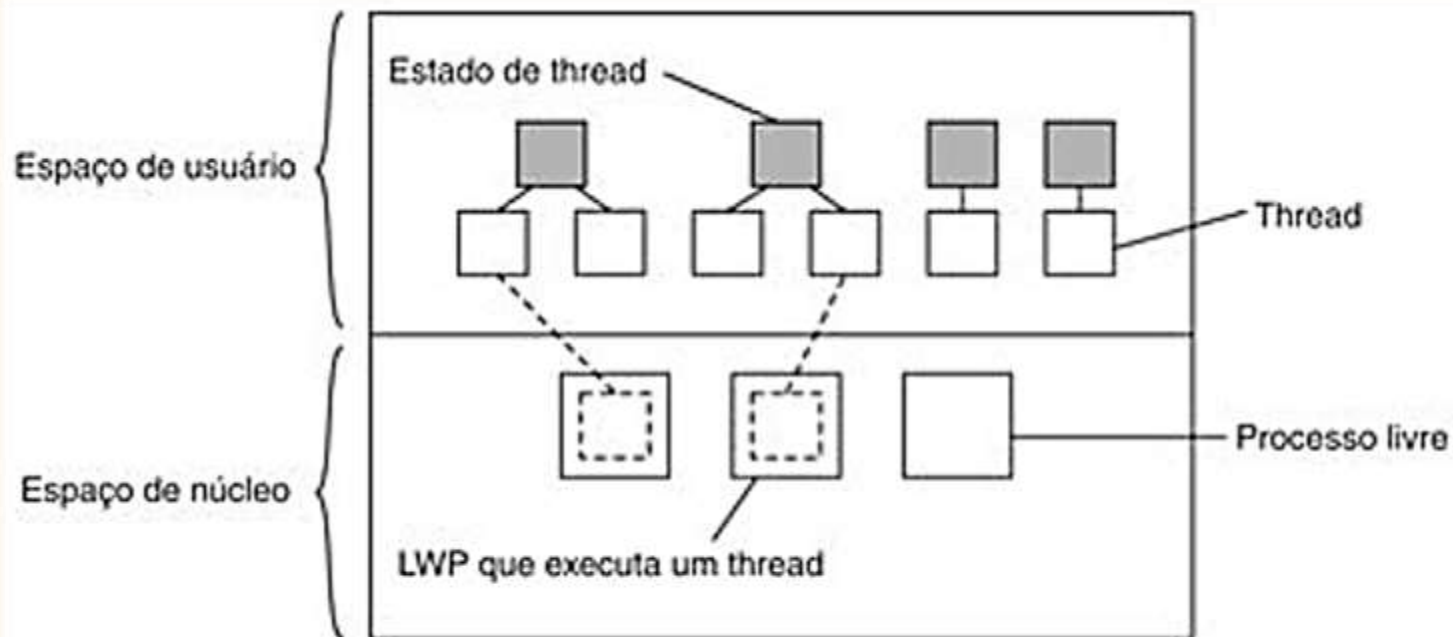 Estado de thread
Espaço de usuário
Thread
Processo livre
Espaço de núcleo
LWP que executa um thread